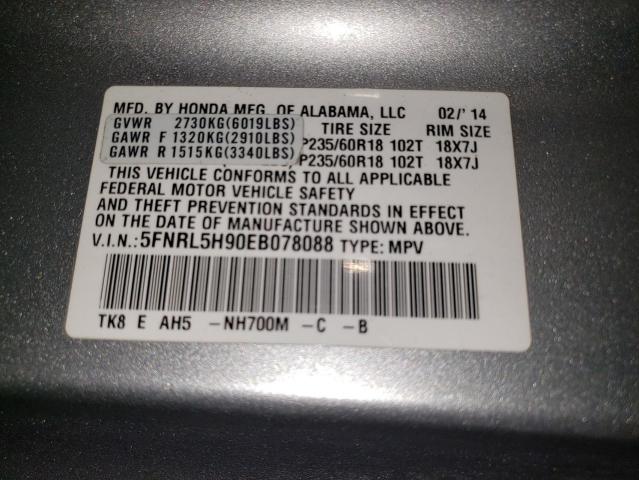 MFD. BY HONDA MFG. OF ALABAMA, LLC 02/' 14
GVWR 2730KG(6019LBS) TIRE SIZE RIM SIZE
GAWR F 1320KG(2910LBS) P235/60R18 102T 18X7J
GAWR R 1515KG(3340LBS) P235/60R18 102T 18X7J
THIS VEHICLE CONFORMS TO ALL APPLICABLE
FEDERAL MOTOR VEHICLE SAFETY
AND THEFT PREVENTION STANDARDS IN EFFECT
ON THE DATE OF MANUFACTURE SHOWN ABOVE.
V.I.N.:5FNRL5H90EB078088 TYPE: MPV
TK8 E AH5 -NH700M -C -B